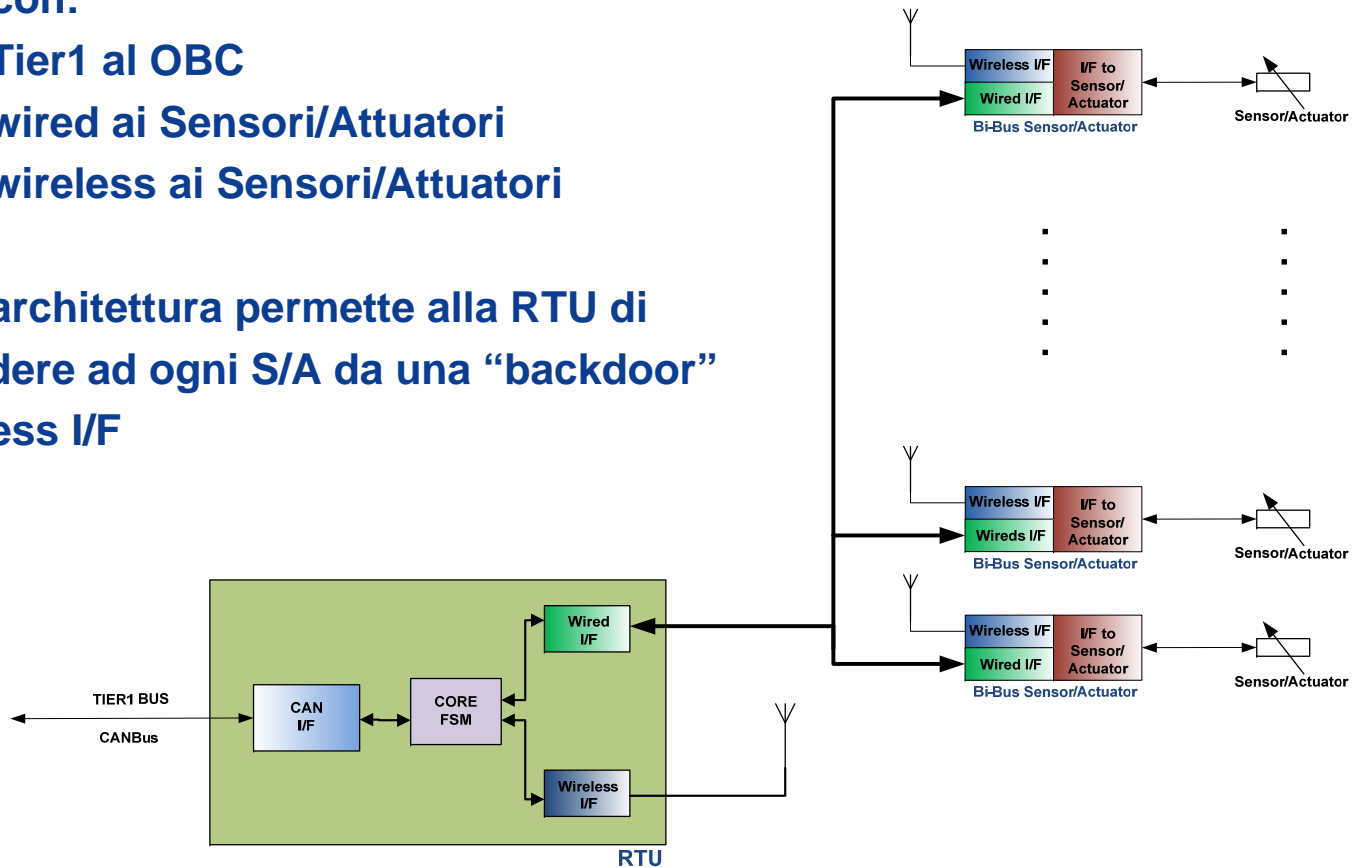 con:
Tier1 al OBC
wired ai Sensori/Attuatori
wireless ai Sensori/Attuatori
architettura permette alla RTU di
dere ad ogni S/A da una “backdoor”
ess I/F
Wireless I/F
Wired I/F
I/F to
Sensor/
Actuator
Bi-Bus Sensor/Actuator
Sensor/Actuator
Wireless I/F
Wireds I/F
I/F to
Sensor/
Actuator
Bi-Bus Sensor/Actuator
Sensor/Actuator
Wireless I/F
Wired I/F
I/F to
Sensor/
Actuator
Bi-Bus Sensor/Actuator
Sensor/Actuator
TIER1 BUS
CANBus
CAN
I/F
CORE
FSM
Wired
I/F
Wireless
I/F
RTU